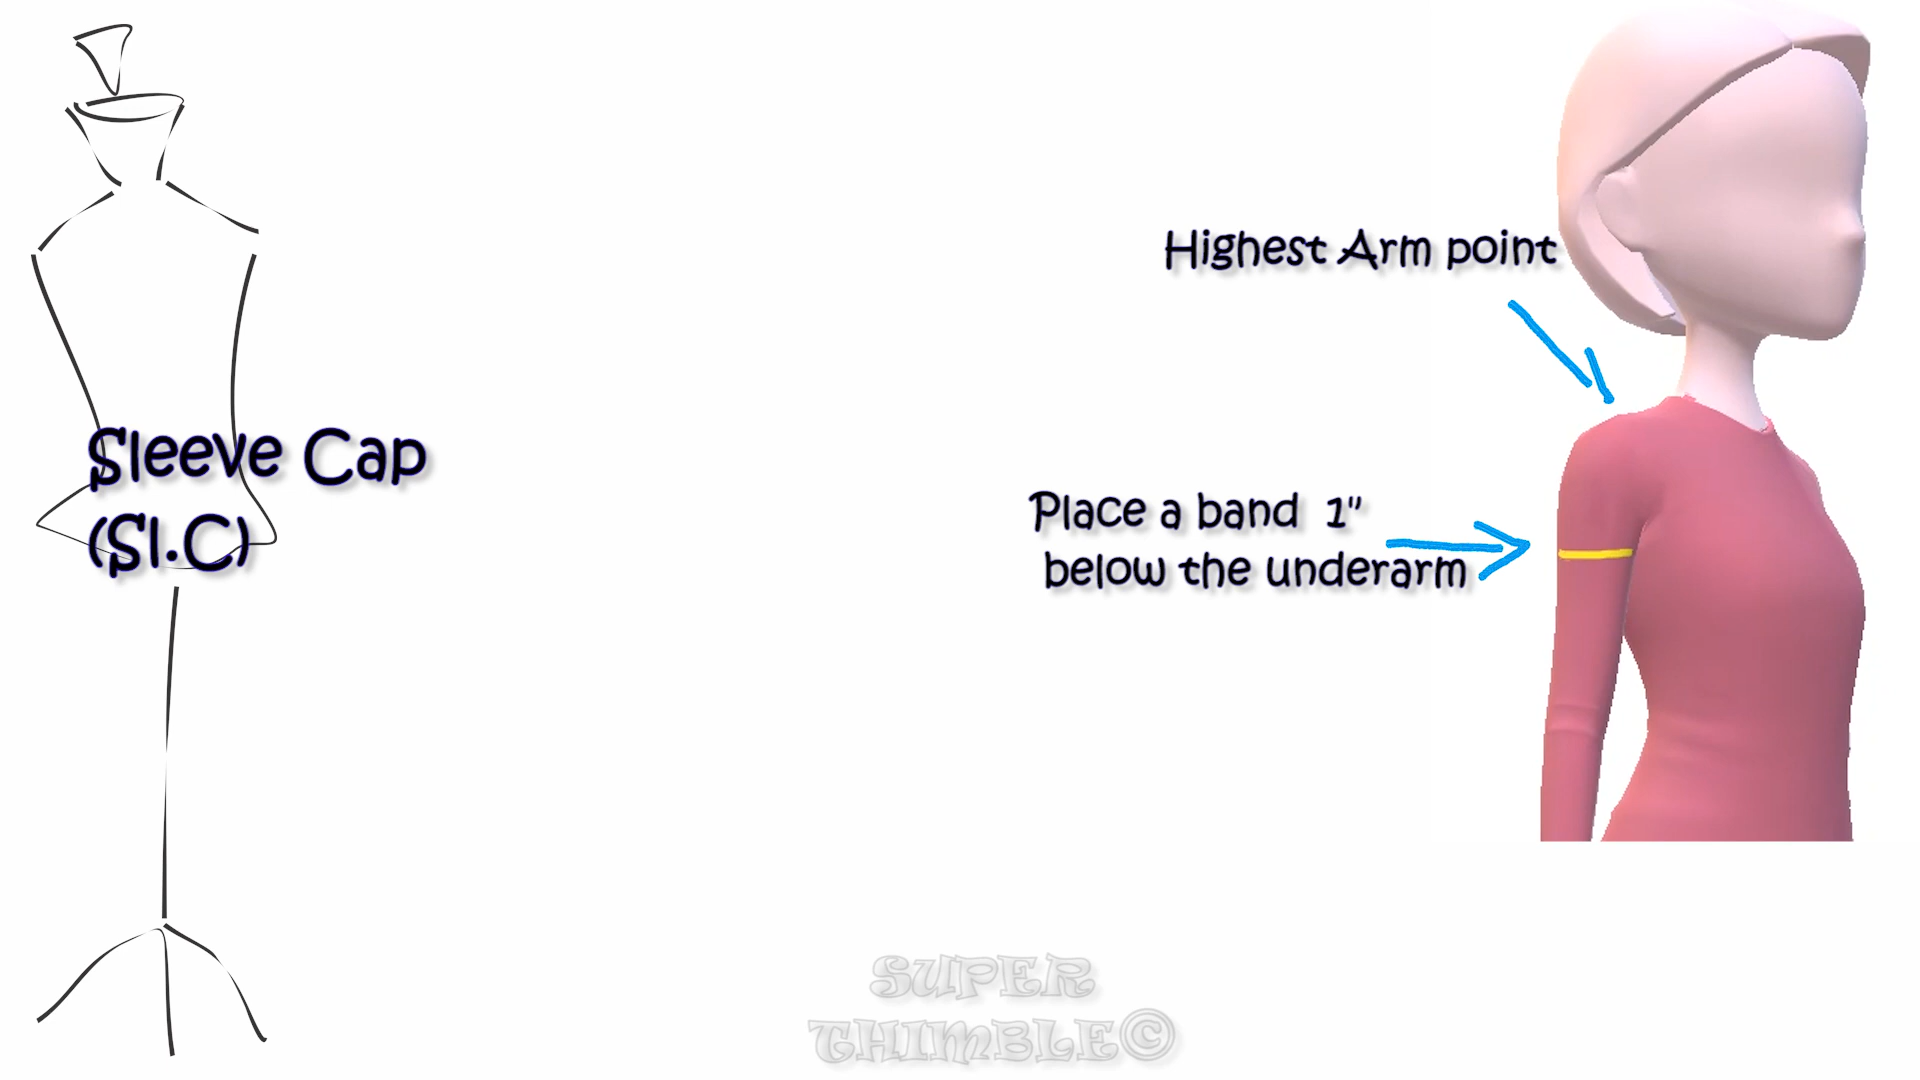 Highest Arm point
Sleeve Cap
(Sl.C)
Place a band 1"
below the underarm
SUPER
THIMBLE©